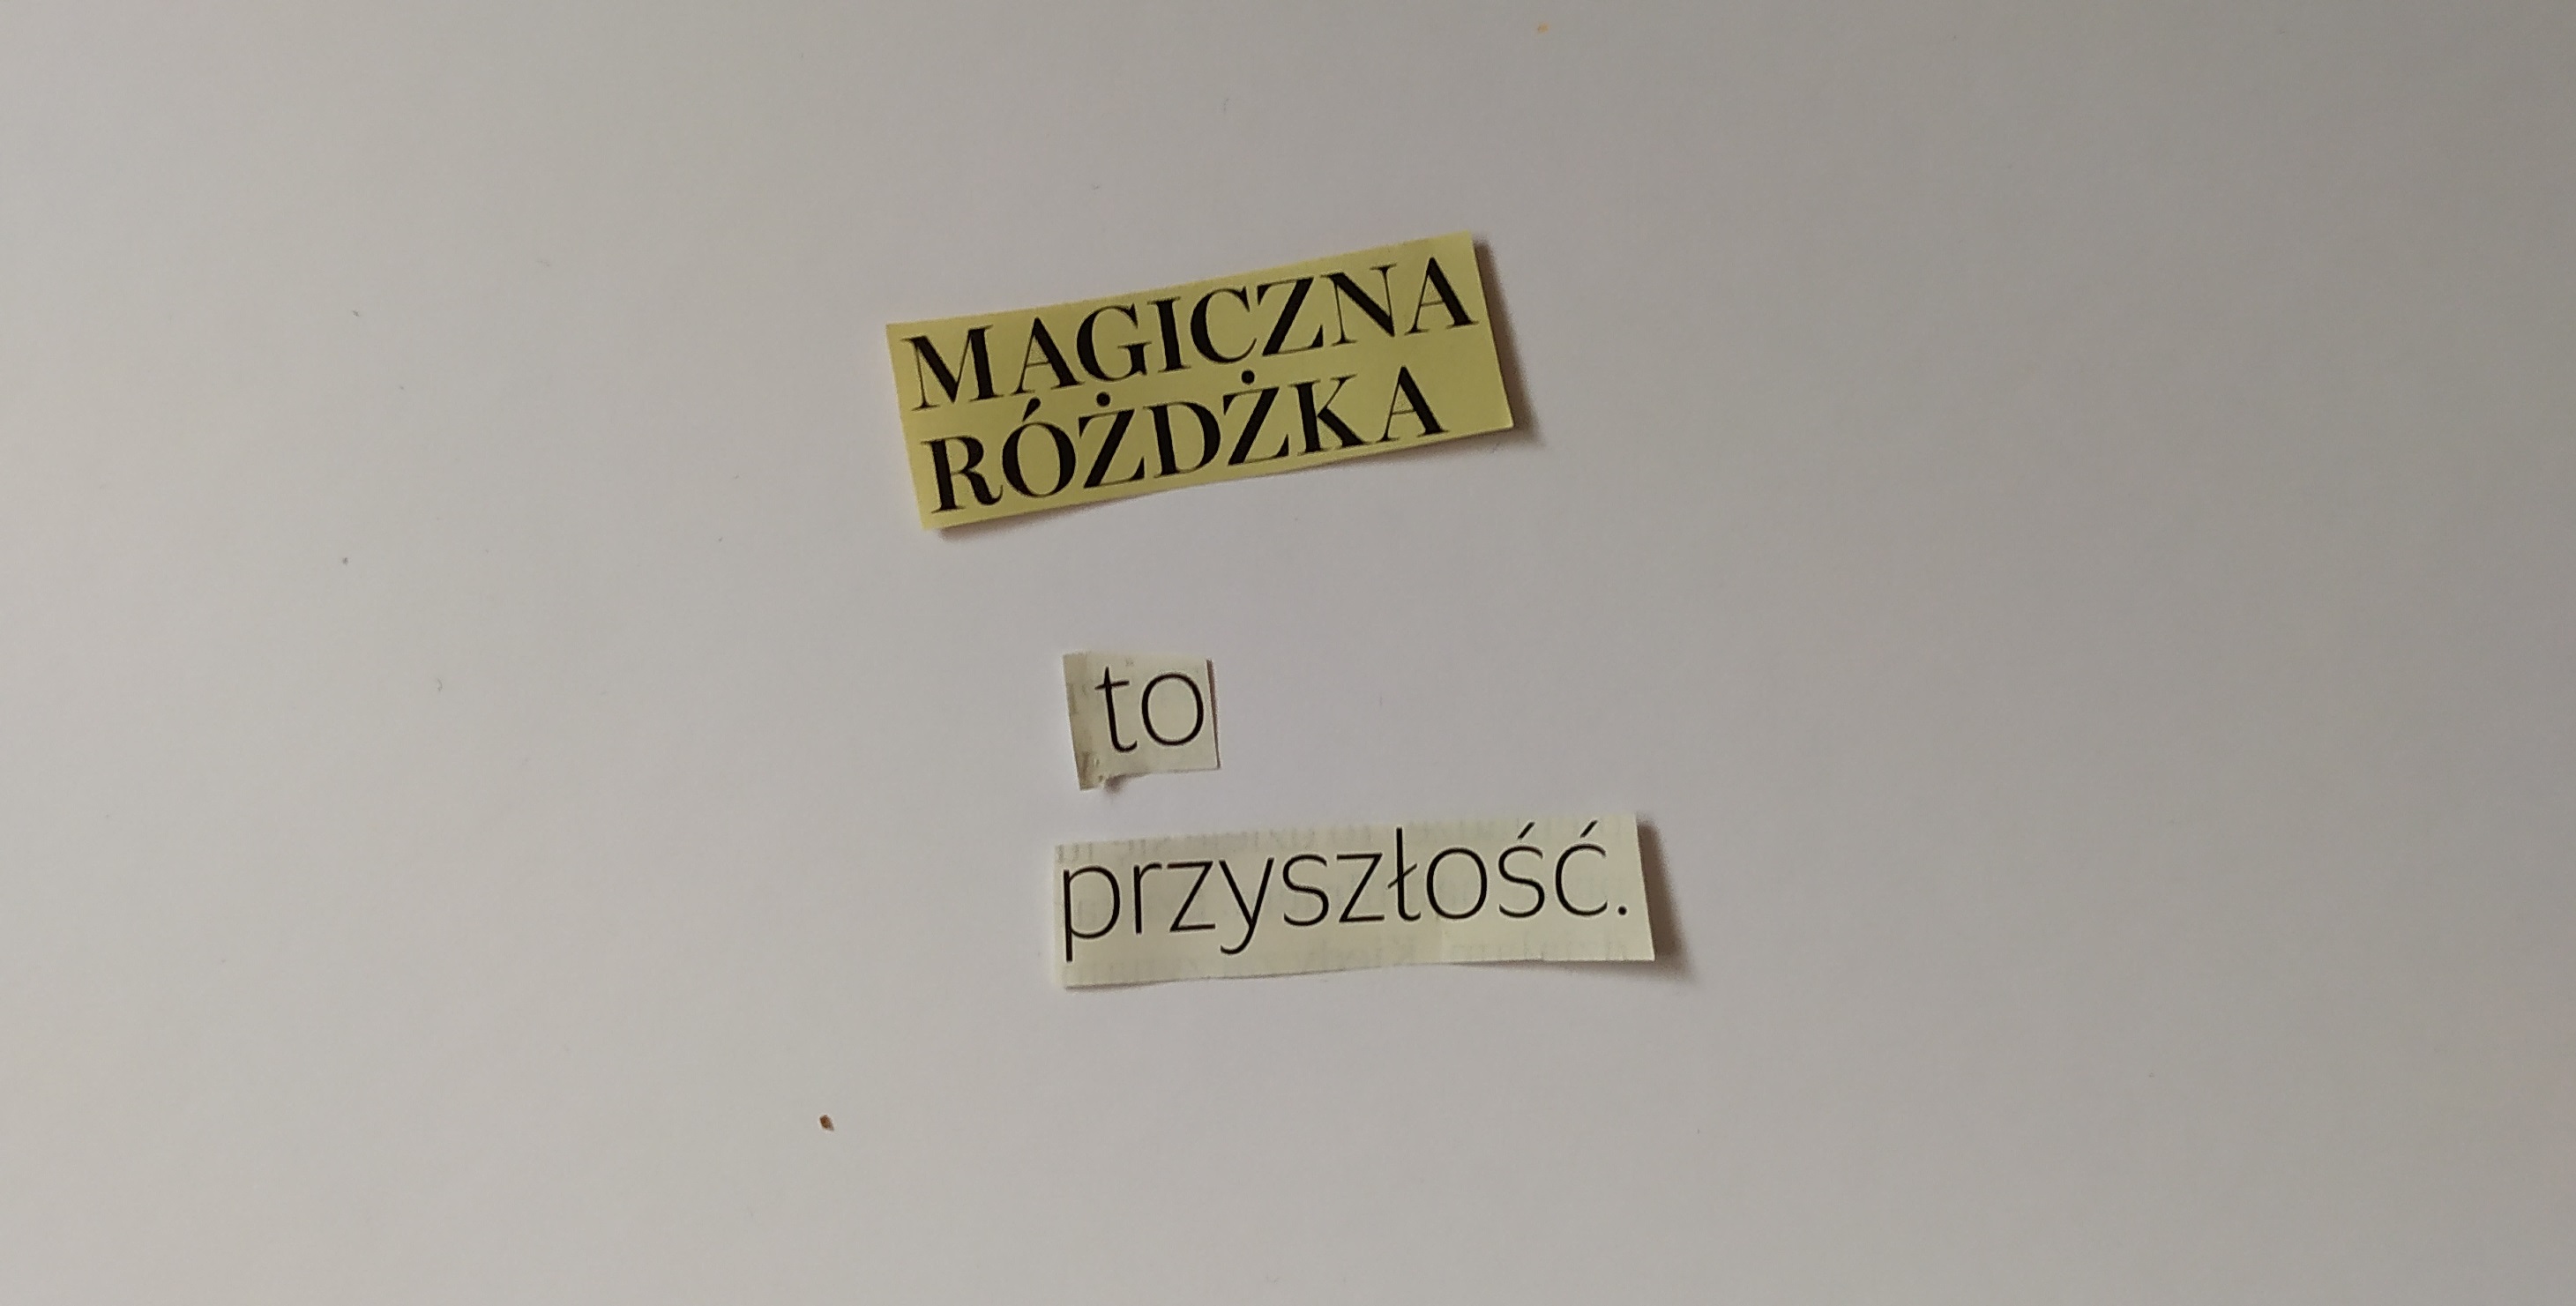 MAGICZNA
RÓŻDŻKA
to
przyszłość.